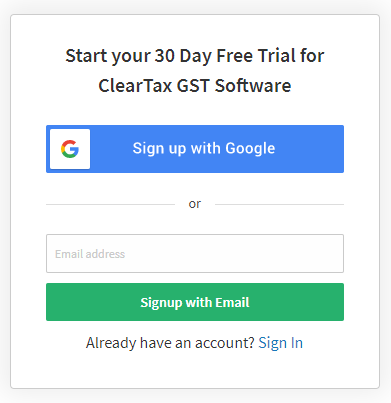 Start your 30 Day Free Trial for
ClearTax GST Software
Sign up with Google
or
Email address
Signup with Email
Already have an account? Sign In